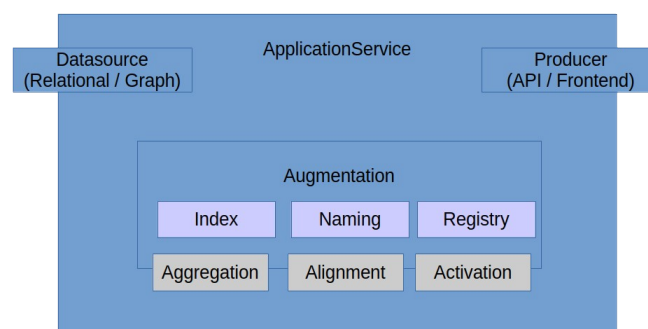 Datasource
(Relational / Graph)
ApplicationService
Producer
(API / Frontend)
Augmentation
Index
Naming
Registry
Aggregation
Alignment
Activation